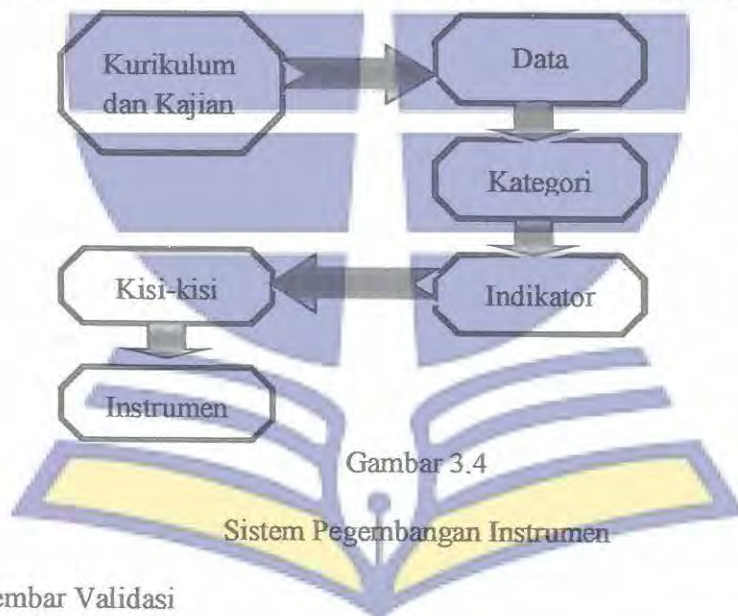 Kurikulum
dan Kajian
Data
Kategori
Indikator
Kisi-kisi
Instrumen
Gambar 3.4
Sistem Pegembangan Instrumen
embar Validasi